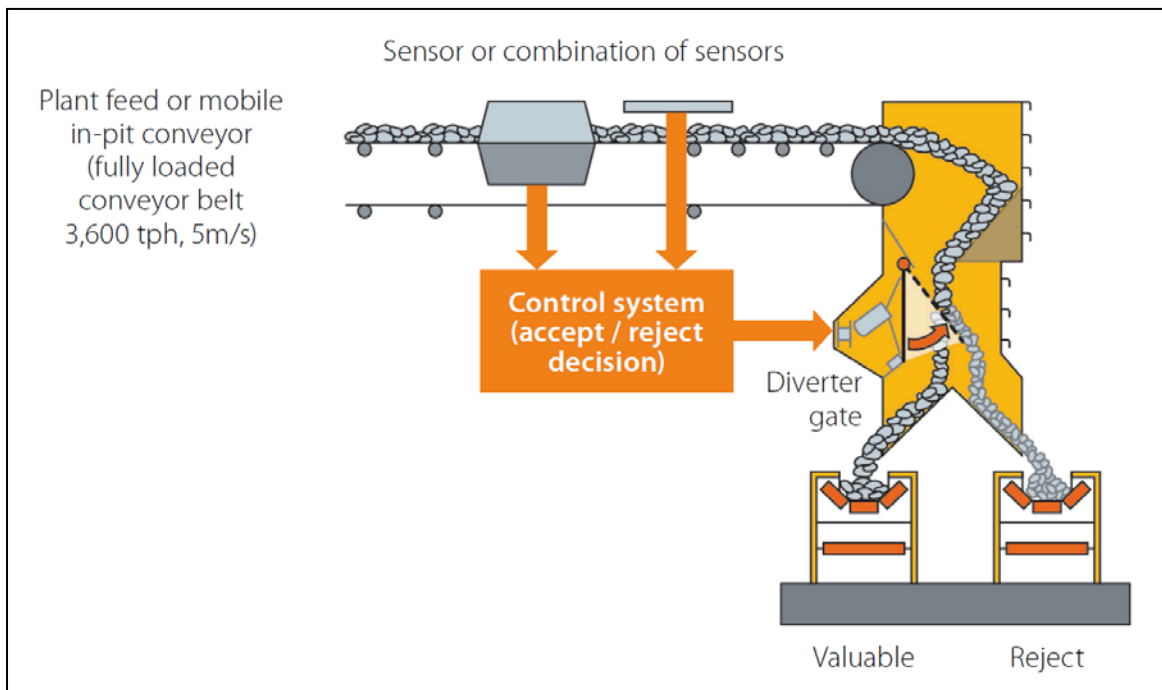 Sensor or combination of sensors
Plant feed or mobile
in-pit conveyor
(fully loaded
conveyor belt
3,600 tph, 5m/s)
Control system
(accept / reject
decision)
Diverter
gate
Valuable
Reject